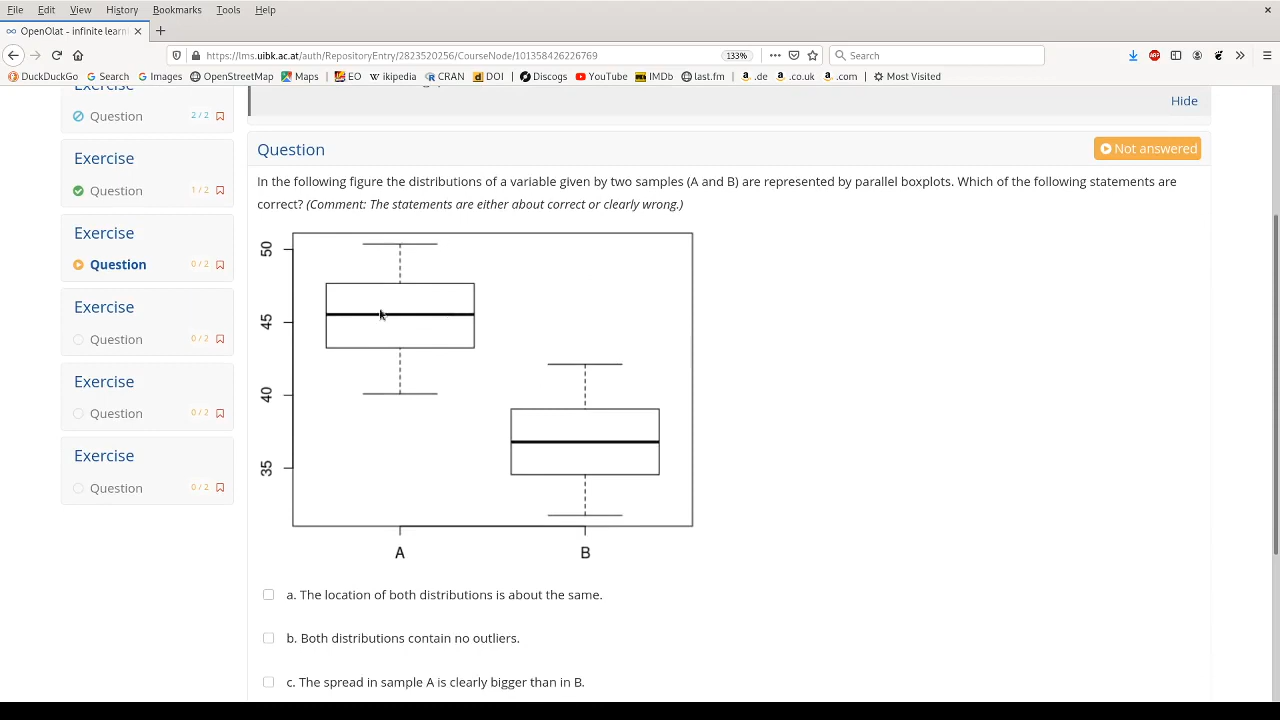 File Edit View History Bookmarks Tools Help ×
OpenOlat - infinite learni × +
https://lms.uibk.ac.at/auth/RepositoryEntry/2823520256/CourseNode/101358426226769 133% ••• Search
DuckDuckGo Search Images OpenStreetMap Maps EO Wikipedia CRAN DOI Discogs YouTube IMDb last.fm .de .co.uk .com Most Visited
Exercise
Question 2 / 2
Exercise
Question 1 / 2
Exercise
Question 0 / 2
Exercise
Question 0 / 2
Exercise
Question 0 / 2
Exercise
Question 0 / 2
Hide
Question Not answered
In the following figure the distributions of a variable given by two samples (A and B) are represented by parallel boxplots. Which of the following statements are
correct? (Comment: The statements are either about correct or clearly wrong.)
50
45
40
35
A B
a. The location of both distributions is about the same.
b. Both distributions contain no outliers.
c. The spread in sample A is clearly bigger than in B.